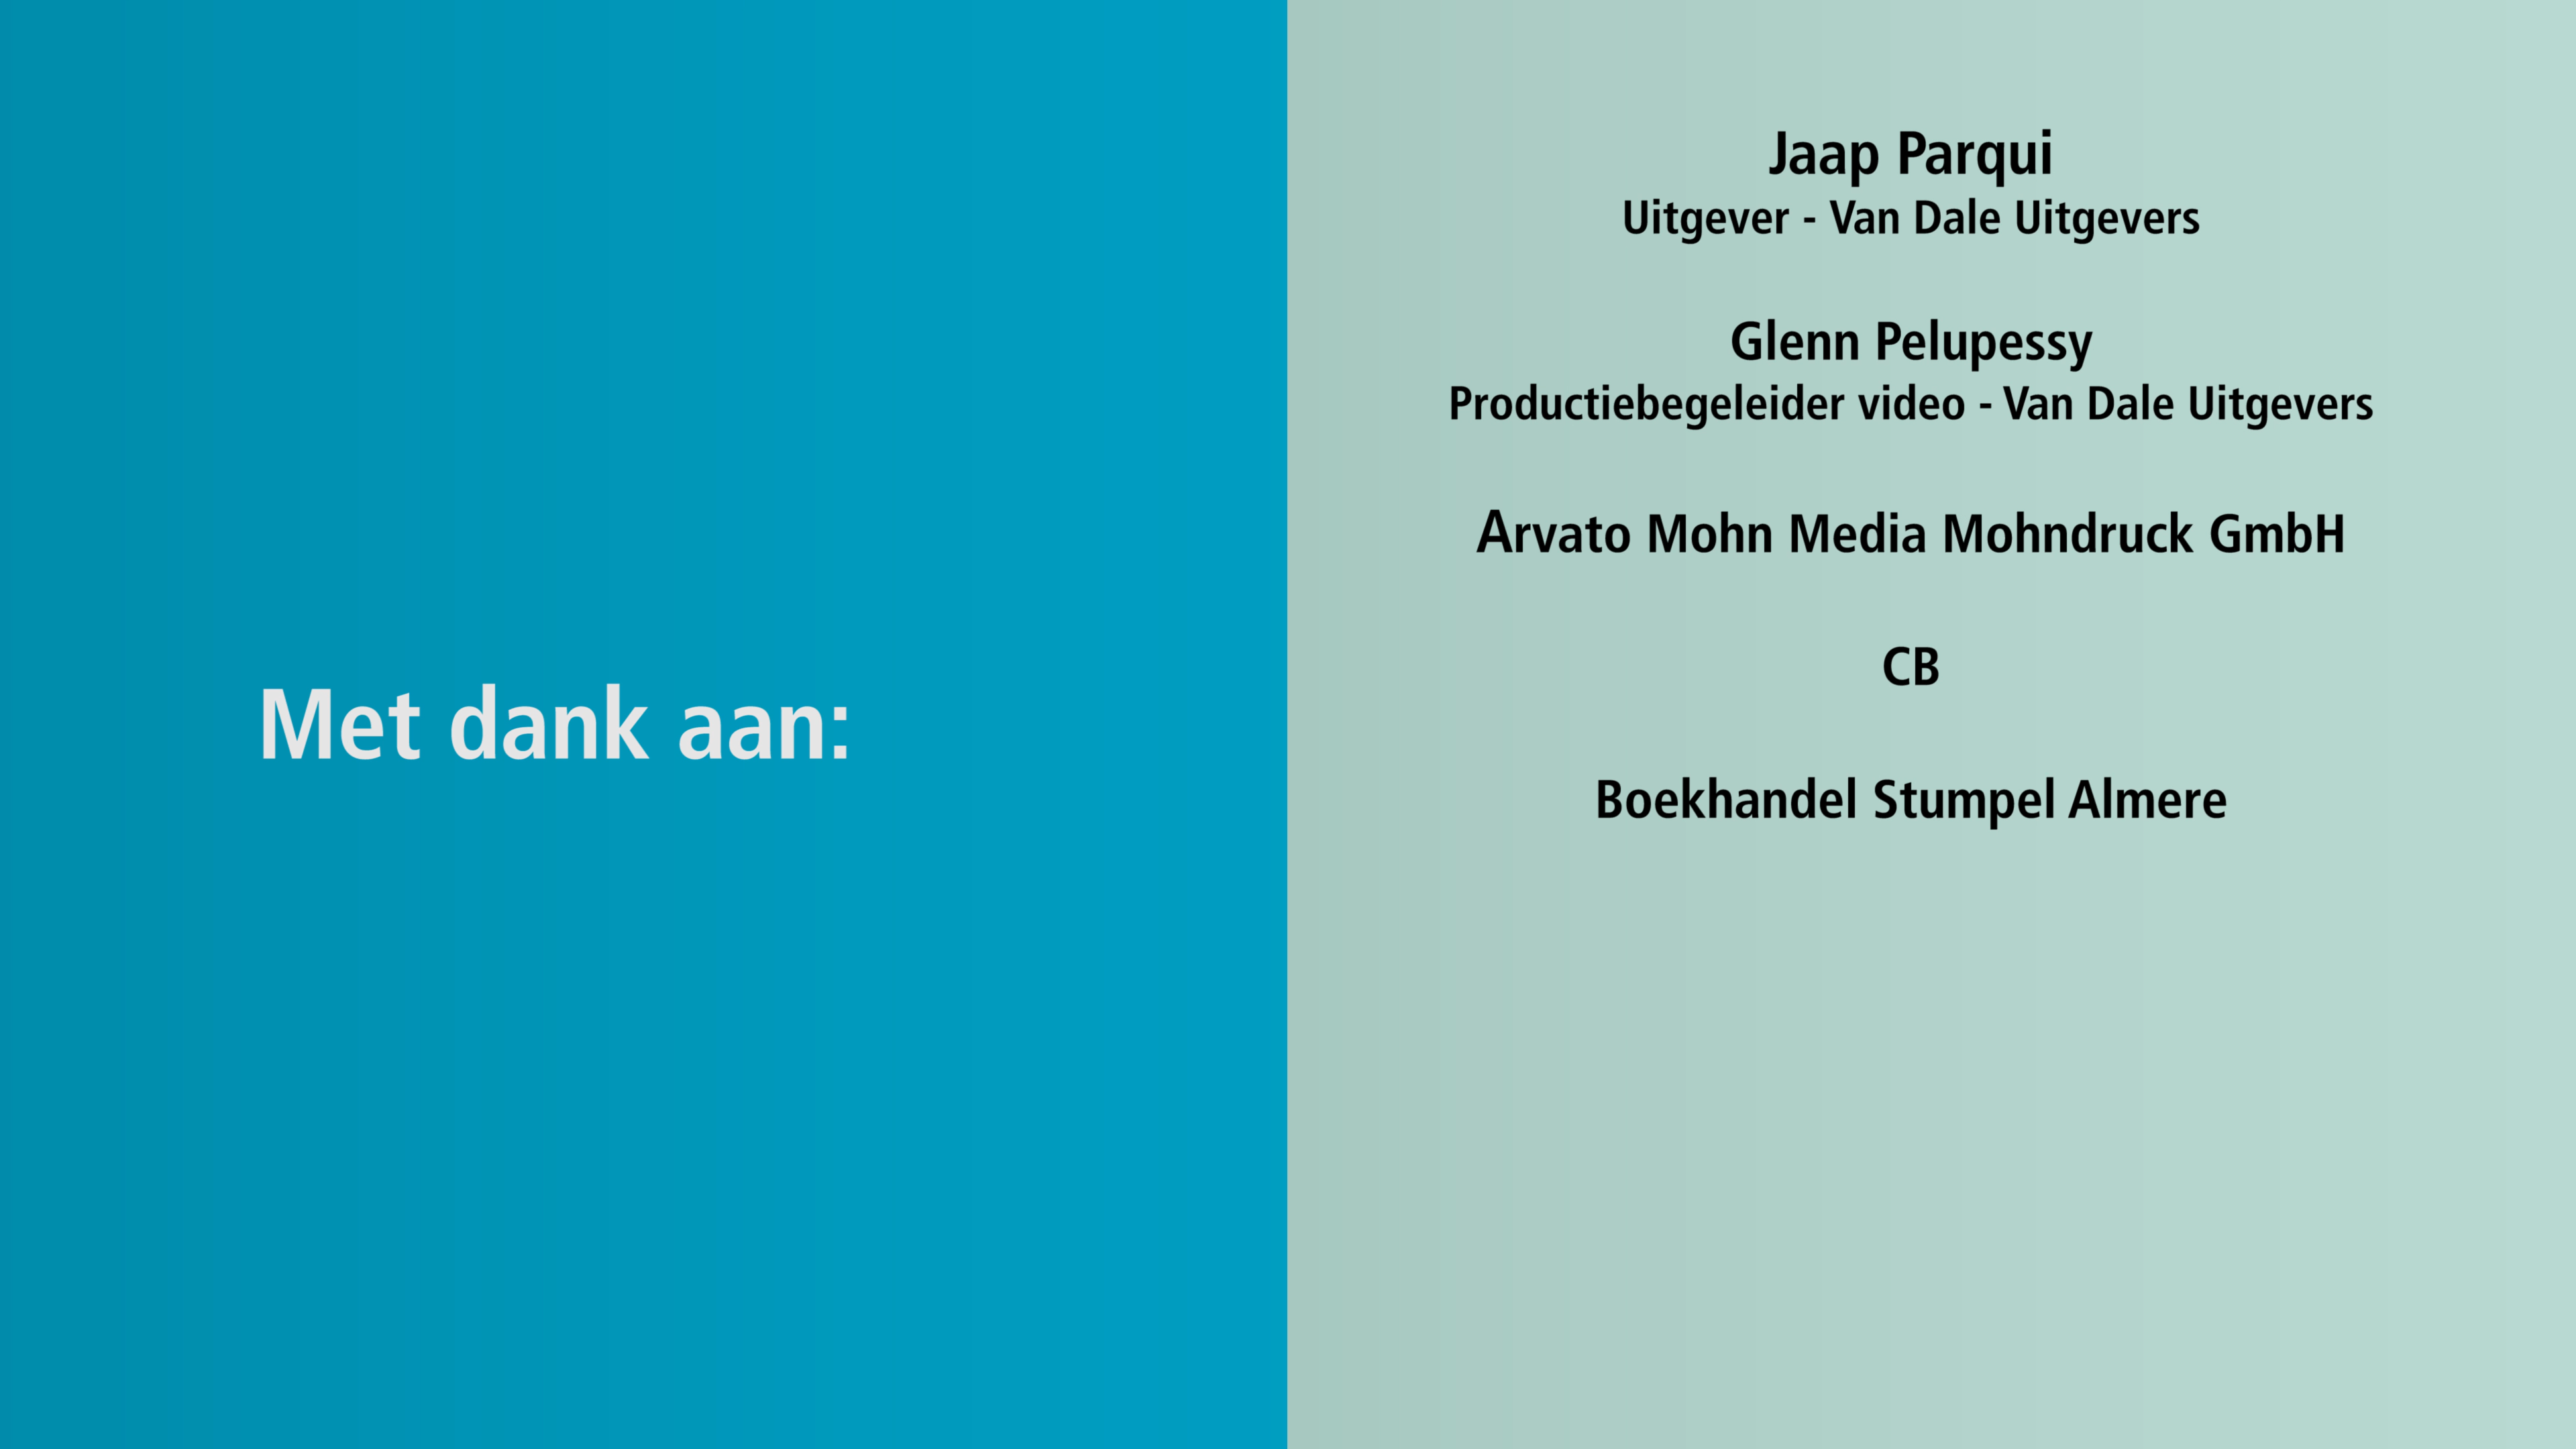 Met dank aan:
Jaap Parqui
Uitgever - Van Dale Uitgevers
Glenn Pelupessy
Productiebegeleider video - Van Dale Uitgevers
Arvato Mohn Media Mohndruck GmbH
CB
Boekhandel Stumpel Almere